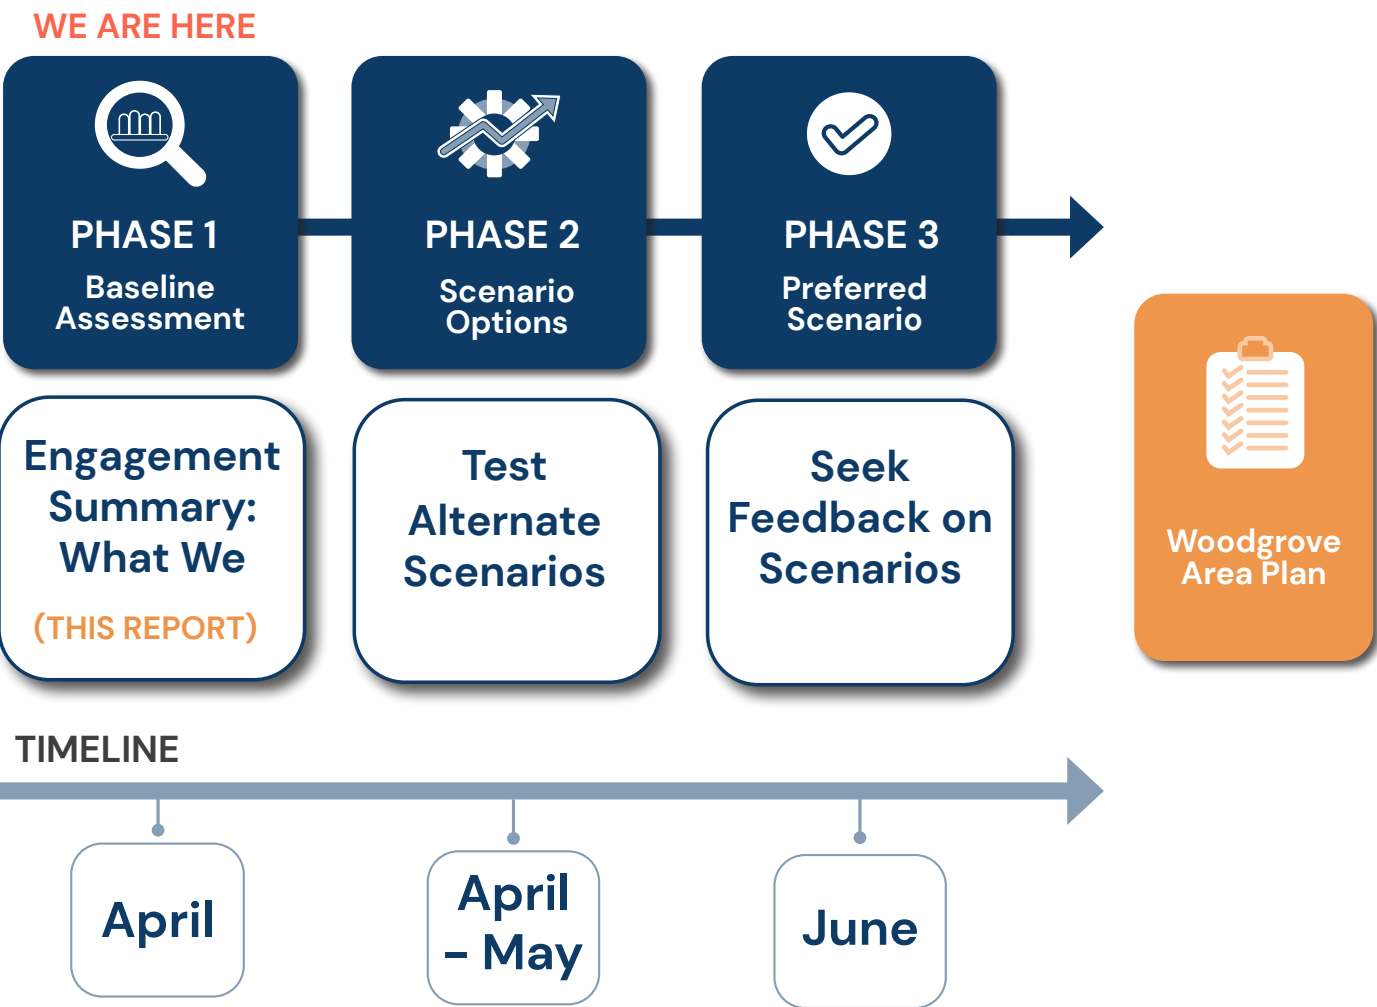 WE ARE HERE
PHASE 1
Baseline
Assessment
PHASE 2
Scenario
Options
PHASE 3
Preferred
Scenario
Engagement
Summary:
What We
(THIS REPORT)
Test
Alternate
Scenarios
Seek
Feedback on
Scenarios
Woodgrove
Area Plan
TIMELINE
April
April
– May
June